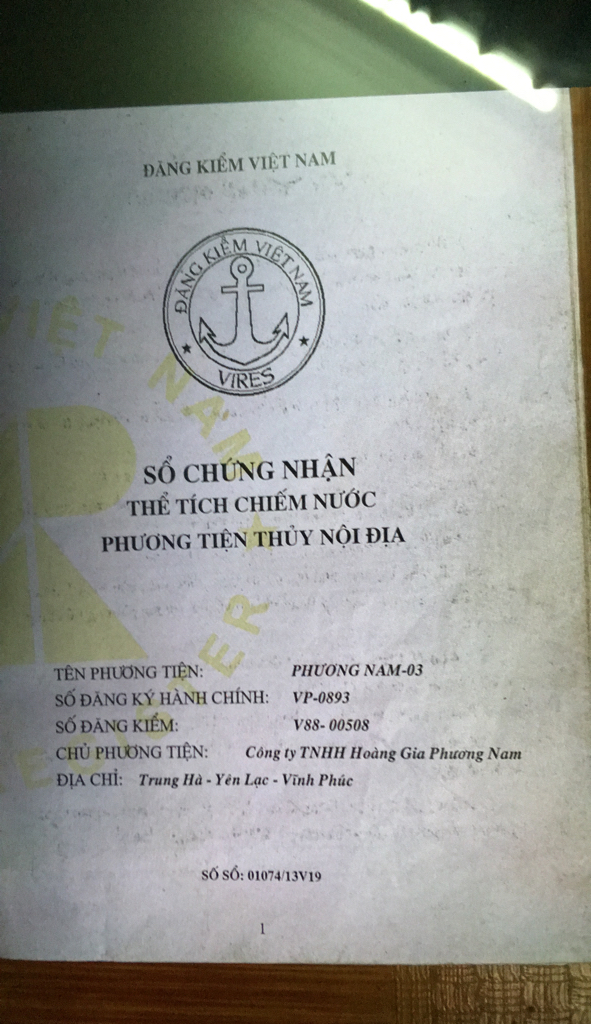 ĐĂNG KIỂM VIỆT NAM
ĐĂNG KIỂM VIỆT NAM
VIRES
VIỆT NAM
REGISTER
SỔ CHỨNG NHẬN
THỂ TÍCH CHIẾM NƯỚC
PHƯƠNG TIỆN THỦY NỘI ĐỊA
TÊN PHƯƠNG TIỆN: PHƯƠNG NAM-03
SỐ ĐĂNG KÝ HÀNH CHÍNH: VP-0893
SỐ ĐĂNG KIỂM: V88- 00508
CHỦ PHƯƠNG TIỆN: Công ty TNHH Hoàng Gia Phương Nam
ĐỊA CHỈ: Trung Hà - Yên Lạc - Vĩnh Phúc
SỐ SỔ: 01074/13V19
1